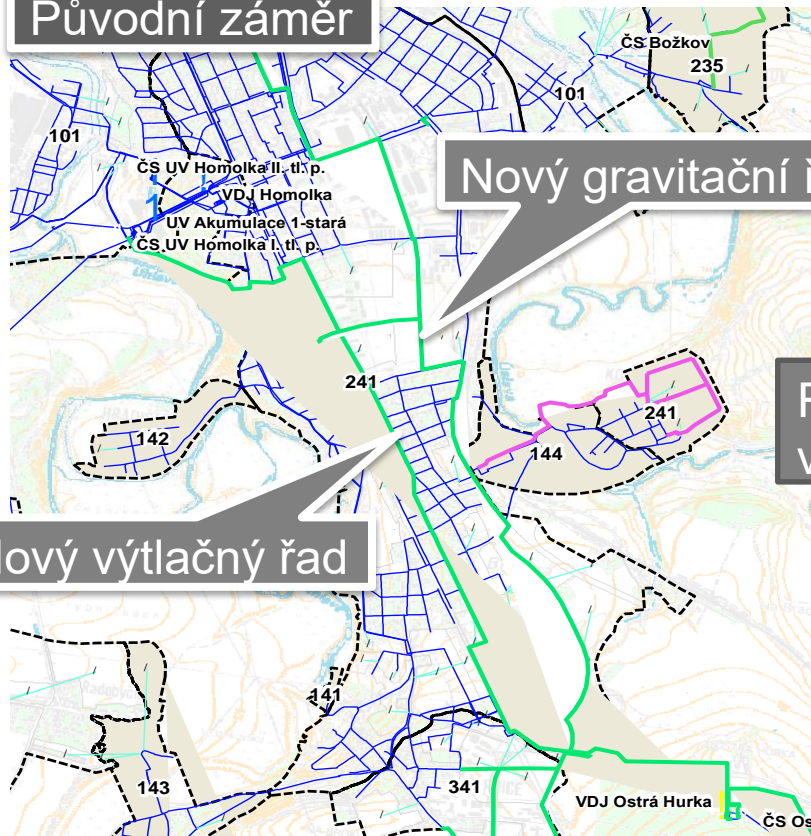 Původní záměr
ČS Božkov
235
101
101
ČS UV Homolka II. tl. p.
VDJ Homolka
UV Akumulace 1-stará
ČS UV Homolka I. tl. p.
Nový gravitační
241
241
142
144
Nový výtlačný řad
141
143
341
VDJ Ostrá Hurka
ČS Os